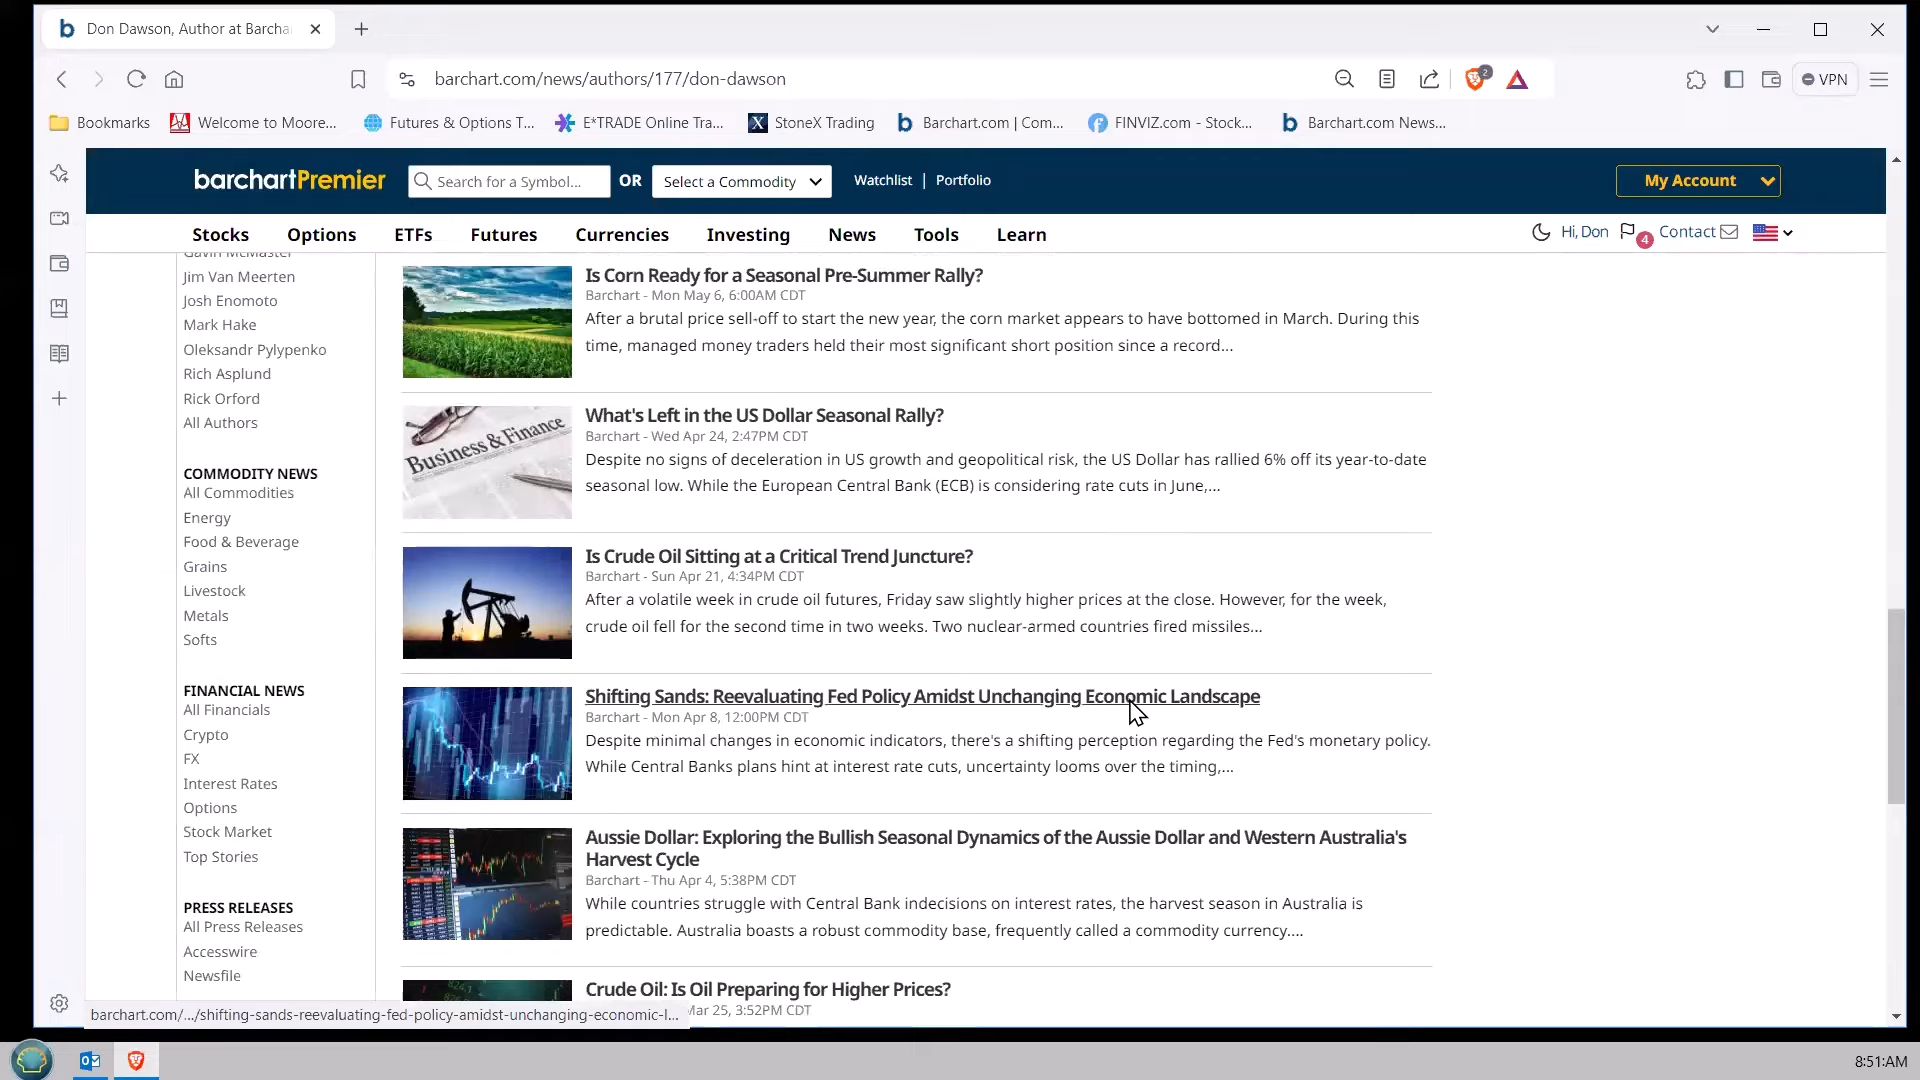 Don Dawson, Author at Barcha
barchart.com/news/authors/177/don-dawson
2
VPN
Bookmarks
Welcome to Moore...
Futures & Options T...
E*TRADE Online Tra...
StoneX Trading
Barchart.com | Com...
FINVIZ.com - Stock...
Barchart.com News...
barchartPremier
Search for a Symbol...
OR
Select a Commodity
Watchlist | Portfolio
My Account
Stocks
Options
ETFs
Futures
Currencies
Investing
News
Tools
Learn
Hi, Don
4
Contact
Gavin McMaster
Jim Van Meerten
Josh Enomoto
Mark Hake
Oleksandr Pylypenko
Rich Asplund
Rick Orford
All Authors
COMMODITY NEWS
All Commodities
Energy
Food & Beverage
Grains
Livestock
Metals
Softs
FINANCIAL NEWS
All Financials
Crypto
FX
Interest Rates
Options
Stock Market
Top Stories
PRESS RELEASES
All Press Releases
Accesswire
Newsfile
Is Corn Ready for a Seasonal Pre-Summer Rally?
Barchart - Mon May 6, 6:00AM CDT
After a brutal price sell-off to start the new year, the corn market appears to have bottomed in March. During this
time, managed money traders held their most significant short position since a record...
Business & Finance
What's Left in the US Dollar Seasonal Rally?
Barchart - Wed Apr 24, 2:47PM CDT
Despite no signs of deceleration in US growth and geopolitical risk, the US Dollar has rallied 6% off its year-to-date
seasonal low. While the European Central Bank (ECB) is considering rate cuts in June,...
Is Crude Oil Sitting at a Critical Trend Juncture?
Barchart - Sun Apr 21, 4:34PM CDT
After a volatile week in crude oil futures, Friday saw slightly higher prices at the close. However, for the week,
crude oil fell for the second time in two weeks. Two nuclear-armed countries fired missiles...
Shifting Sands: Reevaluating Fed Policy Amidst Unchanging Economic Landscape
Barchart - Mon Apr 8, 12:00PM CDT
Despite minimal changes in economic indicators, there's a shifting perception regarding the Fed's monetary policy.
While Central Banks plans hint at interest rate cuts, uncertainty looms over the timing,...
Aussie Dollar: Exploring the Bullish Seasonal Dynamics of the Aussie Dollar and Western Australia's
Harvest Cycle
Barchart - Thu Apr 4, 5:38PM CDT
While countries struggle with Central Bank indecisions on interest rates, the harvest season in Australia is
predictable. Australia boasts a robust commodity base, frequently called a commodity currency....
Crude Oil: Is Oil Preparing for Higher Prices?
Mar 25, 3:52PM CDT
barchart.com/.../shifting-sands-reevaluating-fed-policy-amidst-unchanging-economic-l...
8:51AM